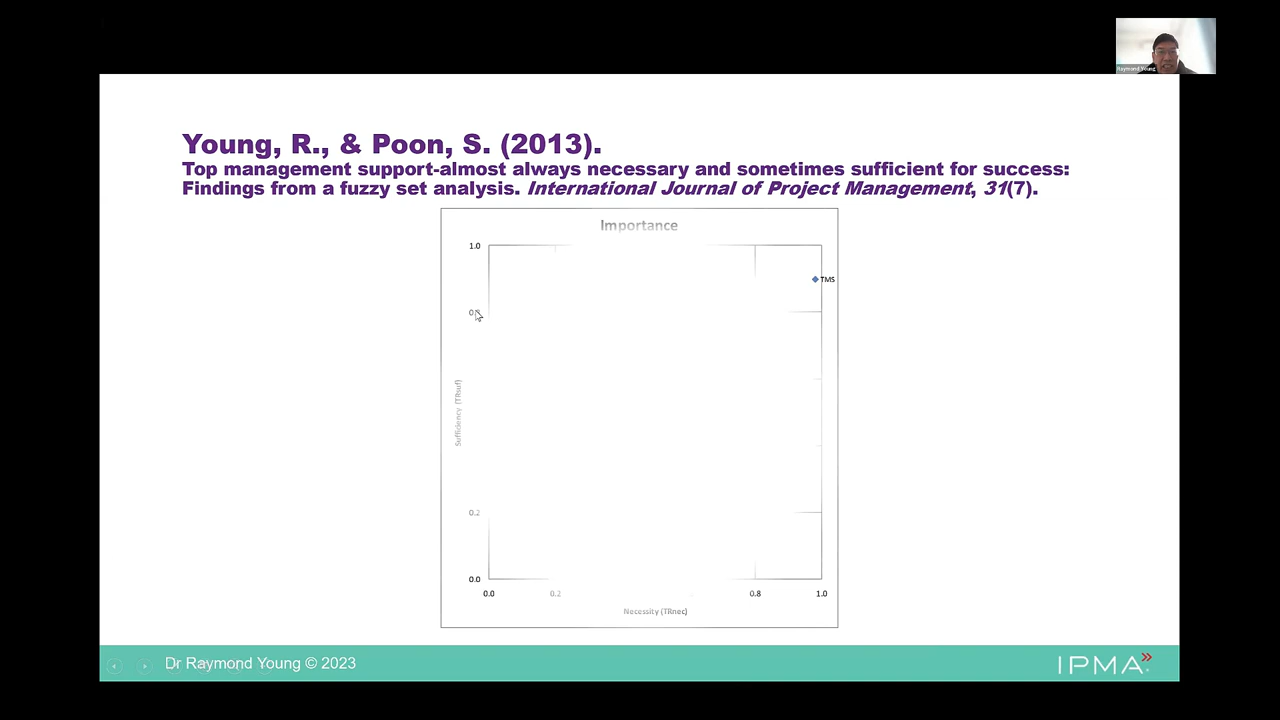 Raymond Young
Young, R., & Poon, S. (2013).
Top management support-almost always necessary and sometimes sufficient for success:
Findings from a fuzzy set analysis. International Journal of Project Management, 31(7).
Importance
1.0
TMS
Sufficiency (TRsuf)
0.2
0.0
0.0 0.2 0.8 1.0
Necessity (TRnec)
Dr Raymond Young © 2023
IPMA